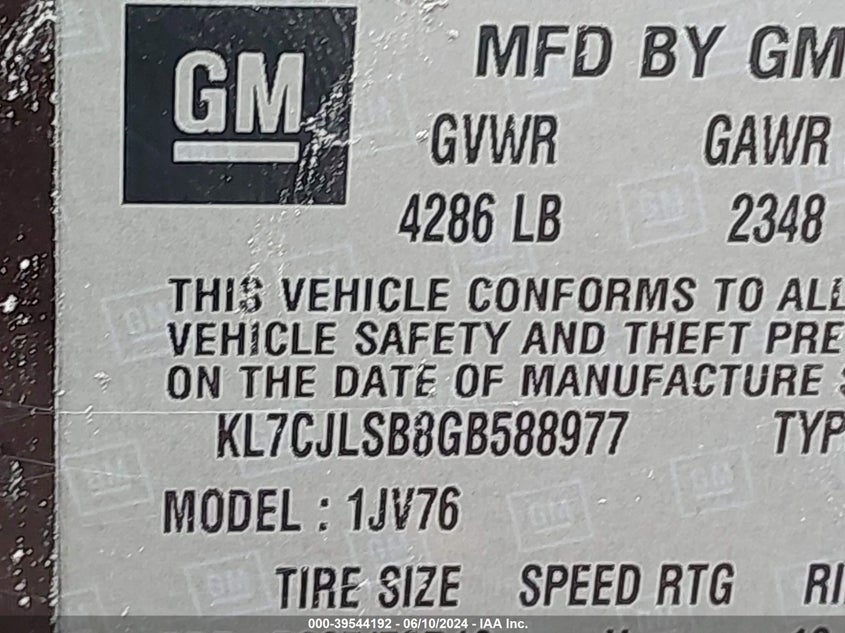 GM
MFD BY GM
GVWR GAWR
4286 LB 2348
THIS VEHICLE CONFORMS TO ALL
VEHICLE SAFETY AND THEFT PRE
ON THE DATE OF MANUFACTURE
KL7CJLSB8GB588977 TYP
MODEL : 1JV76
TIRE SIZE SPEED RTG RI
000-39544192 - 06/10/2024 - IAA Inc.